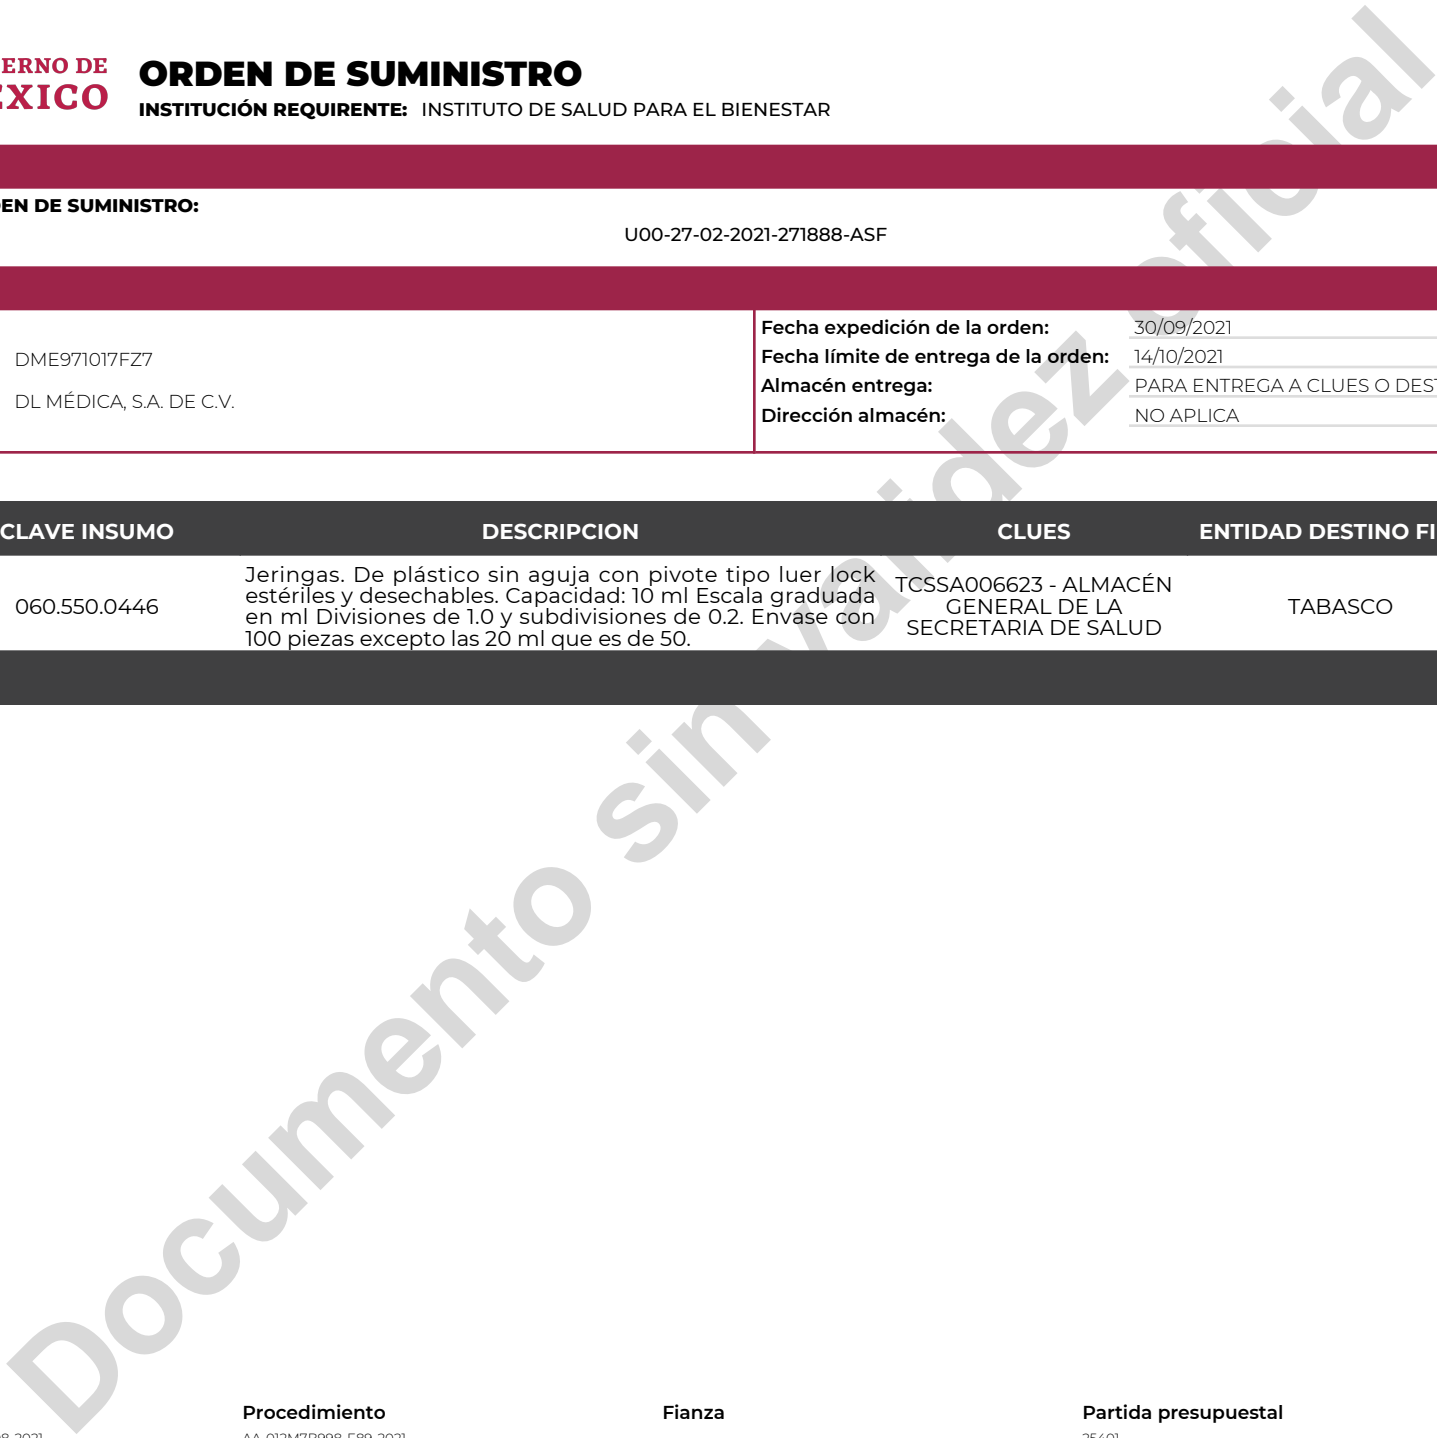 ERNO DE
EXICO
ORDEN DE SUMINISTRO
INSTITUCIÓN REQUIRENTE: INSTITUTO DE SALUD PARA EL BIENESTAR
EN DE SUMINISTRO:
U00-27-02-2021-271888-ASF
DME971017FZ7
DL MÉDICA, S.A. DE C.V.
Fecha expedición de la orden: 30/09/2021
Fecha límite de entrega de la orden: 14/10/2021
Almacén entrega: PARA ENTREGA A CLUES O DES
Dirección almacén: NO APLICA
CLAVE INSUMO DESCRIPCION CLUES ENTIDAD DESTINO FI
060.550.0446
Jeringas. De plástico sin aguja con pivote tipo luer lock
estériles y desechables. Capacidad: 10 ml Escala graduada
en ml Divisiones de 1.0 y subdivisiones de 0.2. Envase con
100 piezas excepto las 20 ml que es de 50.
TCSSA006623 - ALMACÉN
GENERAL DE LA
SECRETARIA DE SALUD
TABASCO
Documento sin validez oficial
Procedimiento Fianza Partida presupuestal